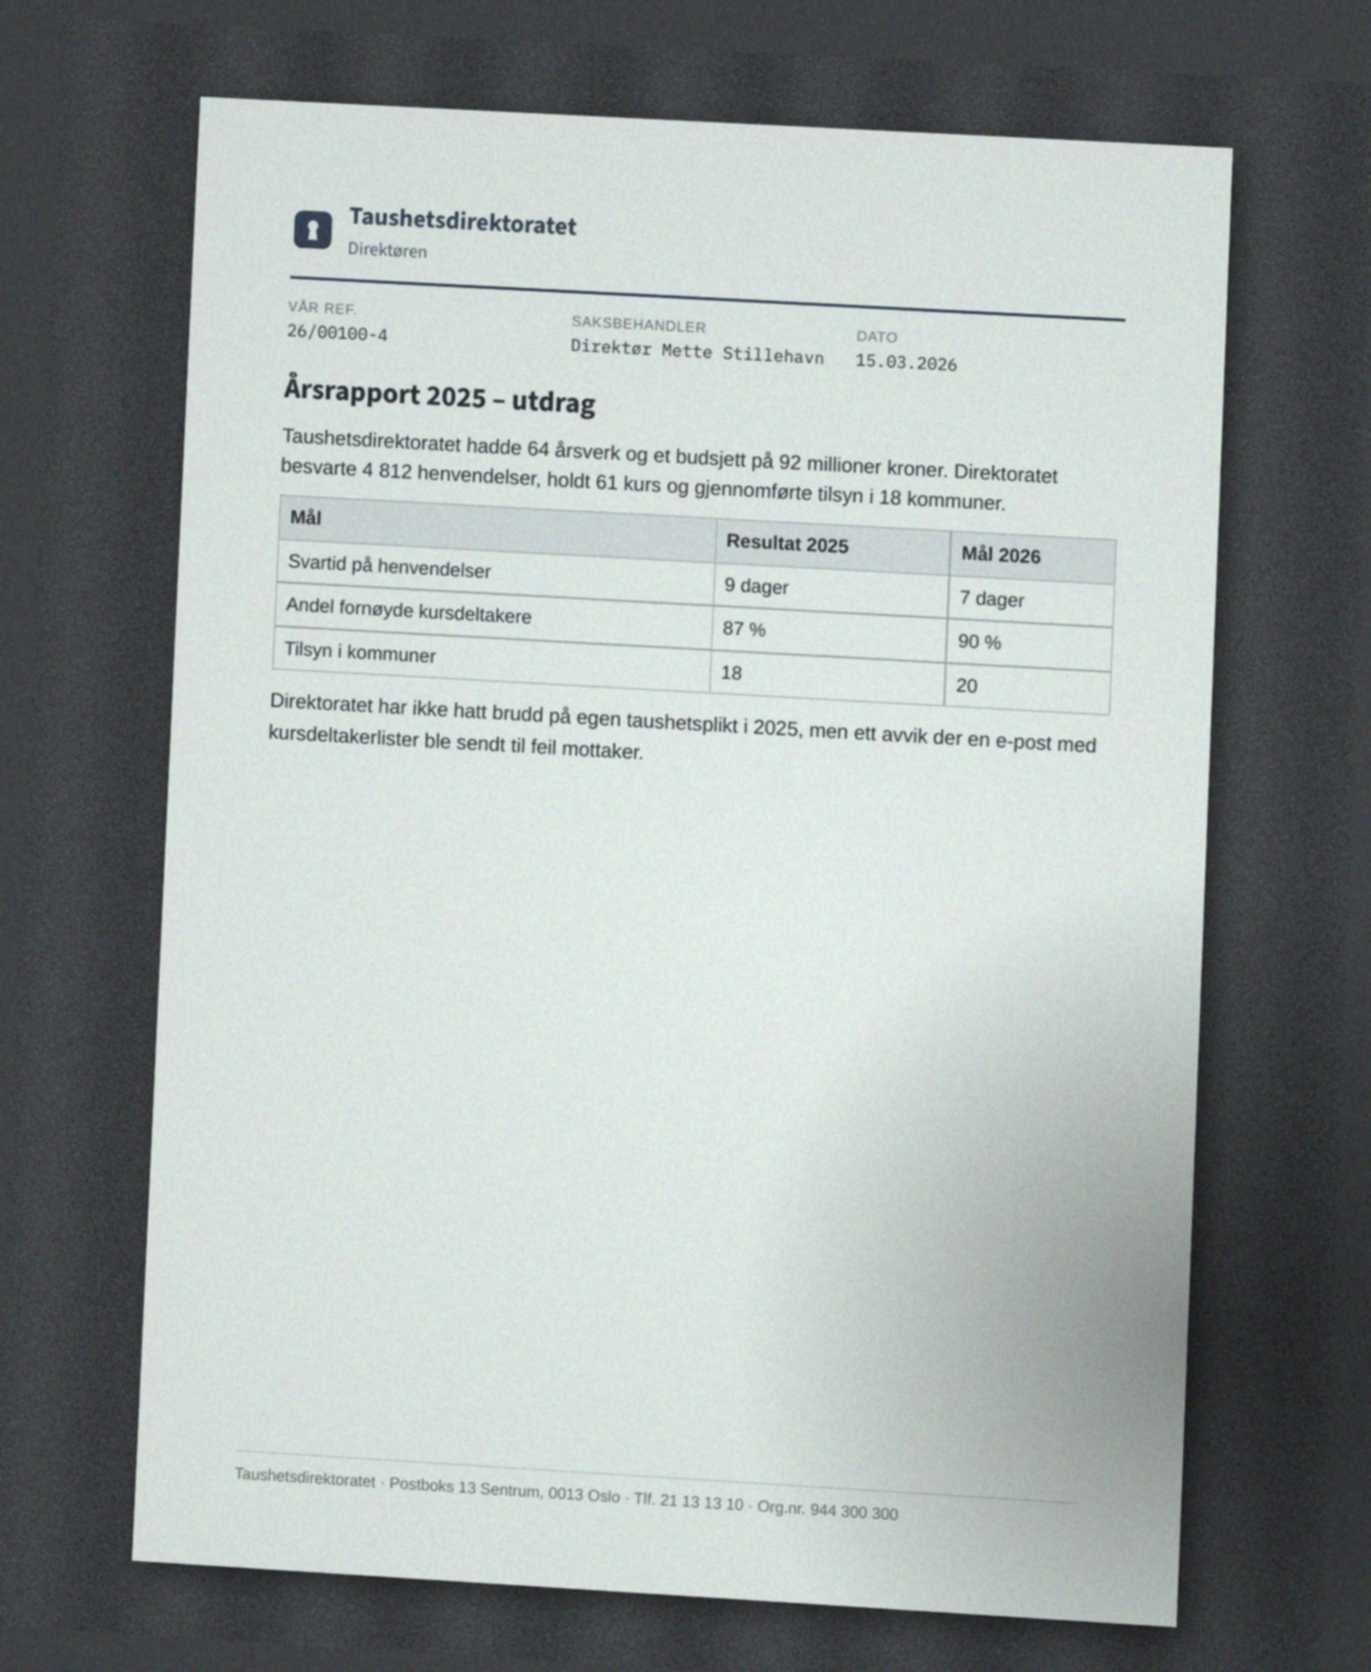 Taushetsdirektoratet
Direktøren
VÅR REF.
26/00100-4
SAKSBEHANDLER
Direktør Mette Stillehavn
DATO
15.03.2026
Årsrapport 2025 – utdrag
Taushetsdirektoratet hadde 64 årsverk og et budsjett på 92 millioner kroner. Direktoratet
besvarte 4 812 henvendelser, holdt 61 kurs og gjennomførte tilsyn i 18 kommuner.
Mål Resultat 2025 Mål 2026
Svartid på henvendelser 9 dager 7 dager
Andel fornøyde kursdeltakere 87 % 90 %
Tilsyn i kommuner 18 20
Direktoratet har ikke hatt brudd på egen taushetsplikt i 2025, men ett avvik der en e-post med
kursdeltakerlister ble sendt til feil mottaker.
Taushetsdirektoratet · Postboks 13 Sentrum, 0013 Oslo · Tlf. 21 13 13 10 · Org.nr. 944 300 300